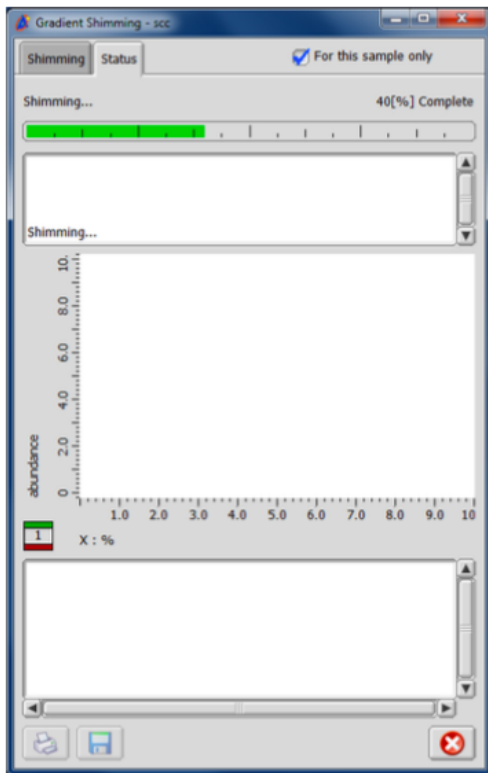 Gradient Shimming - scc
Shimming Status For this sample only
Shimming... 40[%] Complete
Shimming...
10.
8.0
6.0
4.0
2.0
0
abundance
1.0 2.0 3.0 4.0 5.0 6.0 7.0 8.0 9.0 10
1
X : %